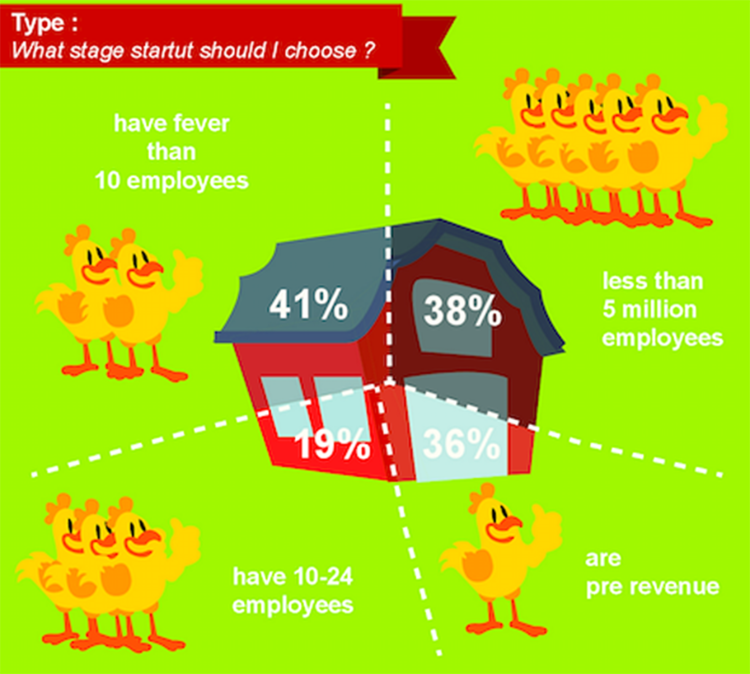 Type :
What stage startut should I choose ?
have fever
than
10 employees
41%
38%
less than
5 million
employees
19%
36%
have 10-24
employees
are
pre revenue